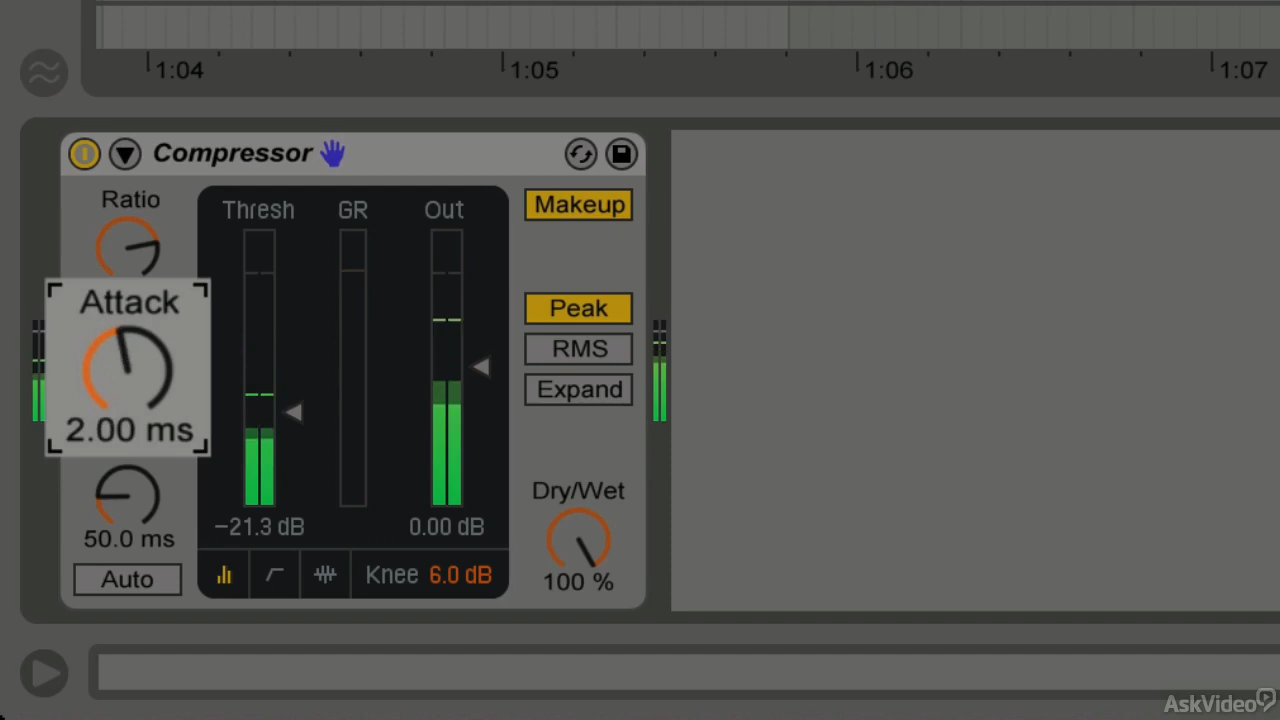 1:04
1:05
1:06
1:07
Compressor
Ratio
Thresh
GR
Out
Makeup
Attack
2.00 ms
Peak
RMS
Expand
50.0 ms
Auto
−21.3 dB
0.00 dB
Knee 6.0 dB
Dry/Wet
100 %
AskVideo